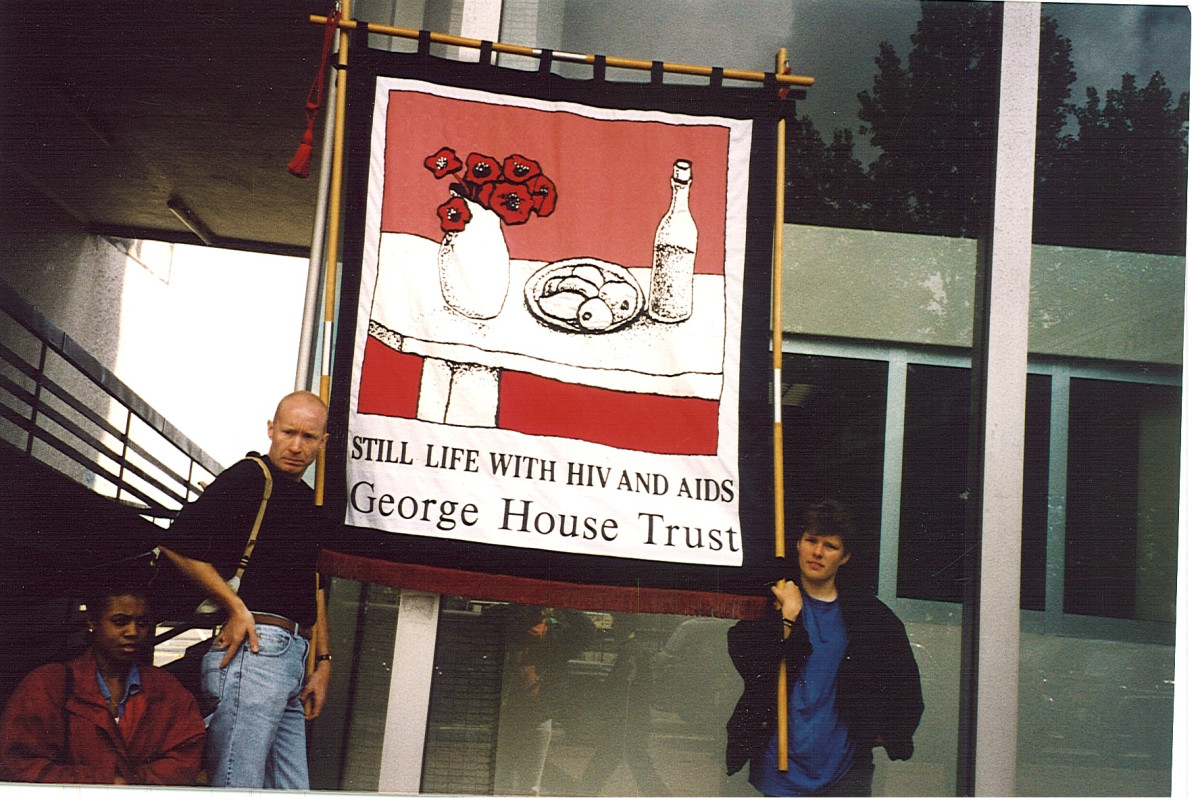 STILL LIFE WITH HIV AND AIDS
George House Trust